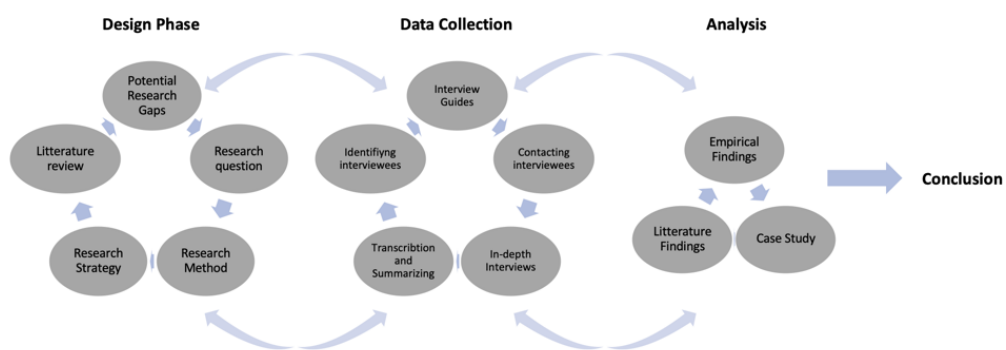 Design Phase
Data Collection
Analysis
Potential
Research
Gaps
Litterature
review
Research
question
Research
Strategy
Research
Method
Interview
Guides
Identifiyng
interviewees
Contacting
interviewees
Transcribtion
and
Summarizing
In-depth
Interviews
Empirical
Findings
Litterature
Findings
Case Study
Conclusion